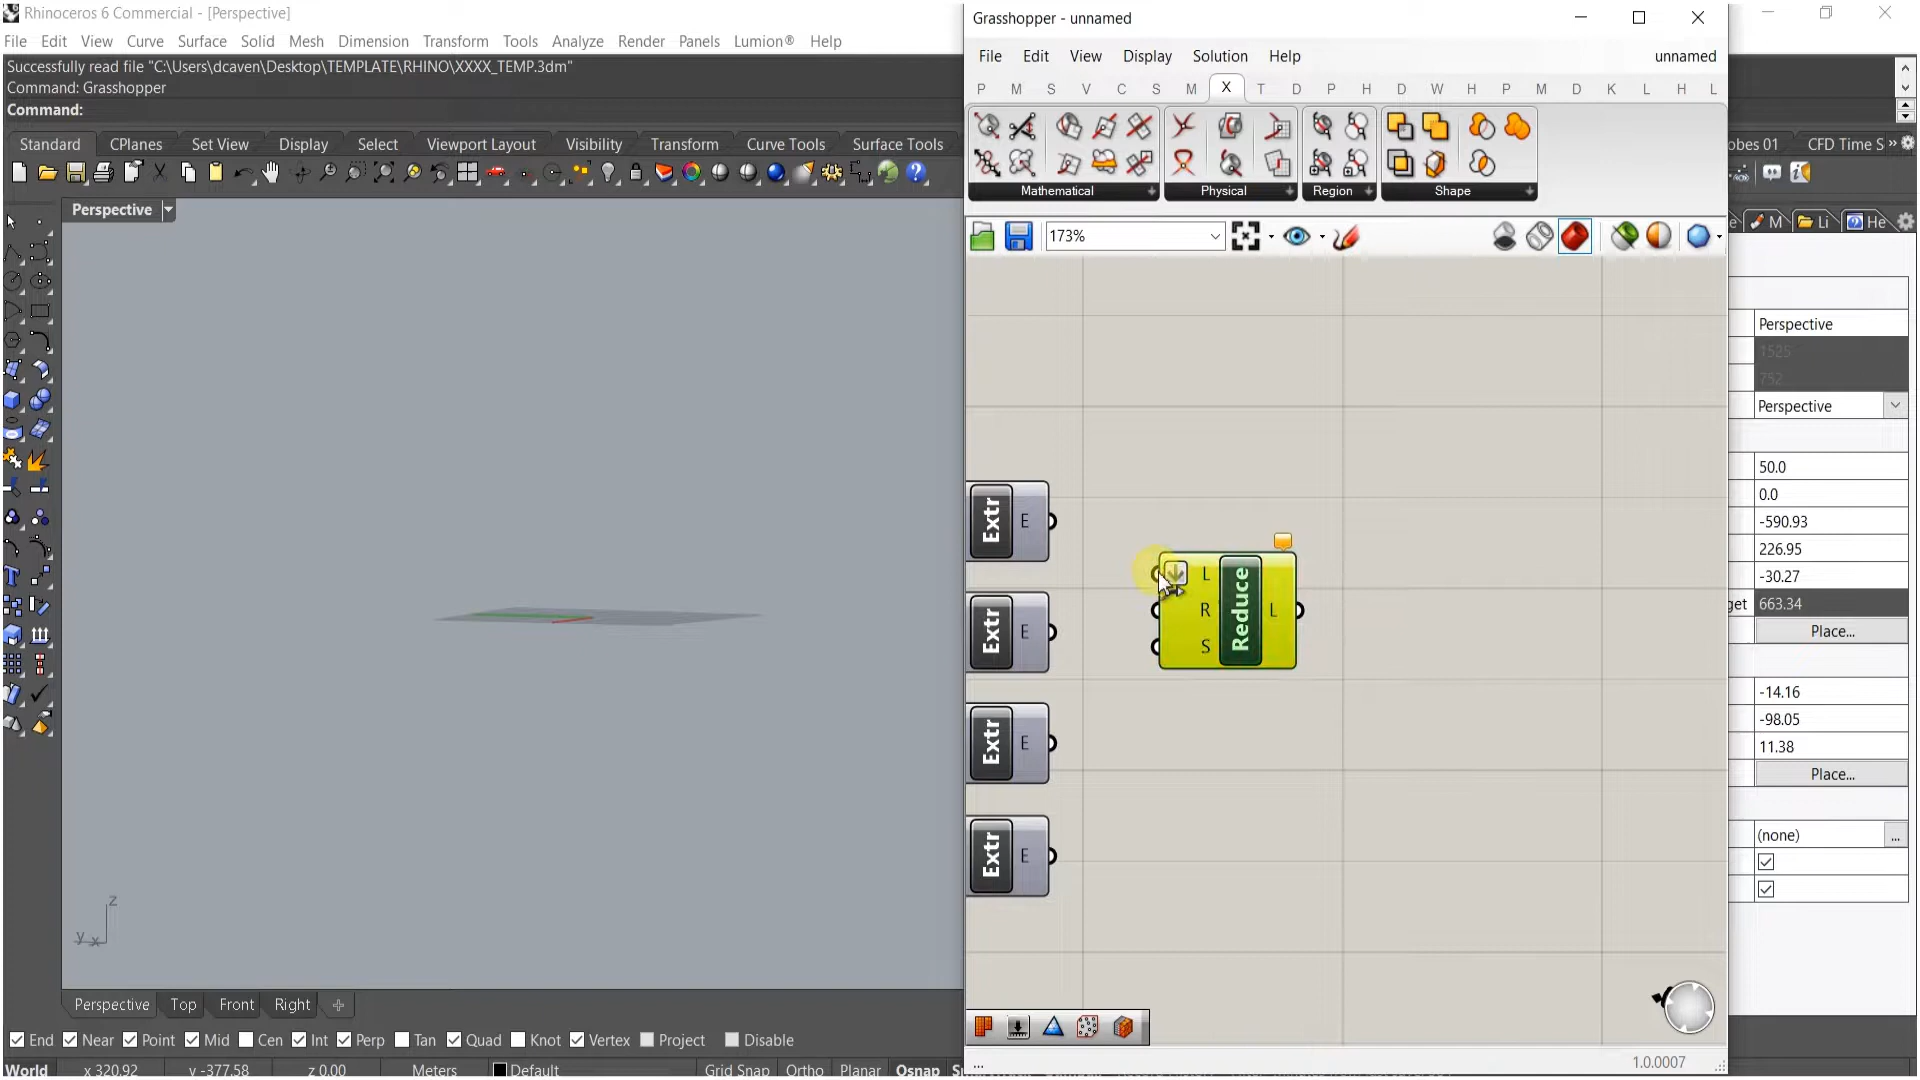 Rhinoceros 6 Commercial - [Perspective]
File Edit View Curve Surface Solid Mesh Dimension Transform Tools Analyze Render Panels Lumion® Help
Successfully read file "C:\Users\dcaven\Desktop\TEMPLATE\RHINO\XXXX_TEMP.3dm"
Command: Grasshopper
Command:
Standard CPlanes Set View Display Select Viewport Layout Visibility Transform Curve Tools Surface Tools
Perspective
z
y x
Perspective Top Front Right
End Near Point Mid Cen Int Perp Tan Quad Knot Vertex Project Disable
World x 320.92 y -377.58 z 0.00 Meters Default Grid Snap Ortho Planar Osnap
Grasshopper - unnamed
File Edit View Display Solution Help unnamed
P M S V C S M X T D P H D W H P M D K L H L
Mathematical Physical Region Shape
173%
Extr E
Extr E
Extr E
Extr E
L
R
S
Reduce
L
...
1.0.0007
obes 01 CFD Time S
M Li He
Perspective
1525
752
Perspective
50.0
0.0
-590.93
226.95
-30.27
get 663.34
Place...
-14.16
-98.05
11.38
Place...
(none) ...